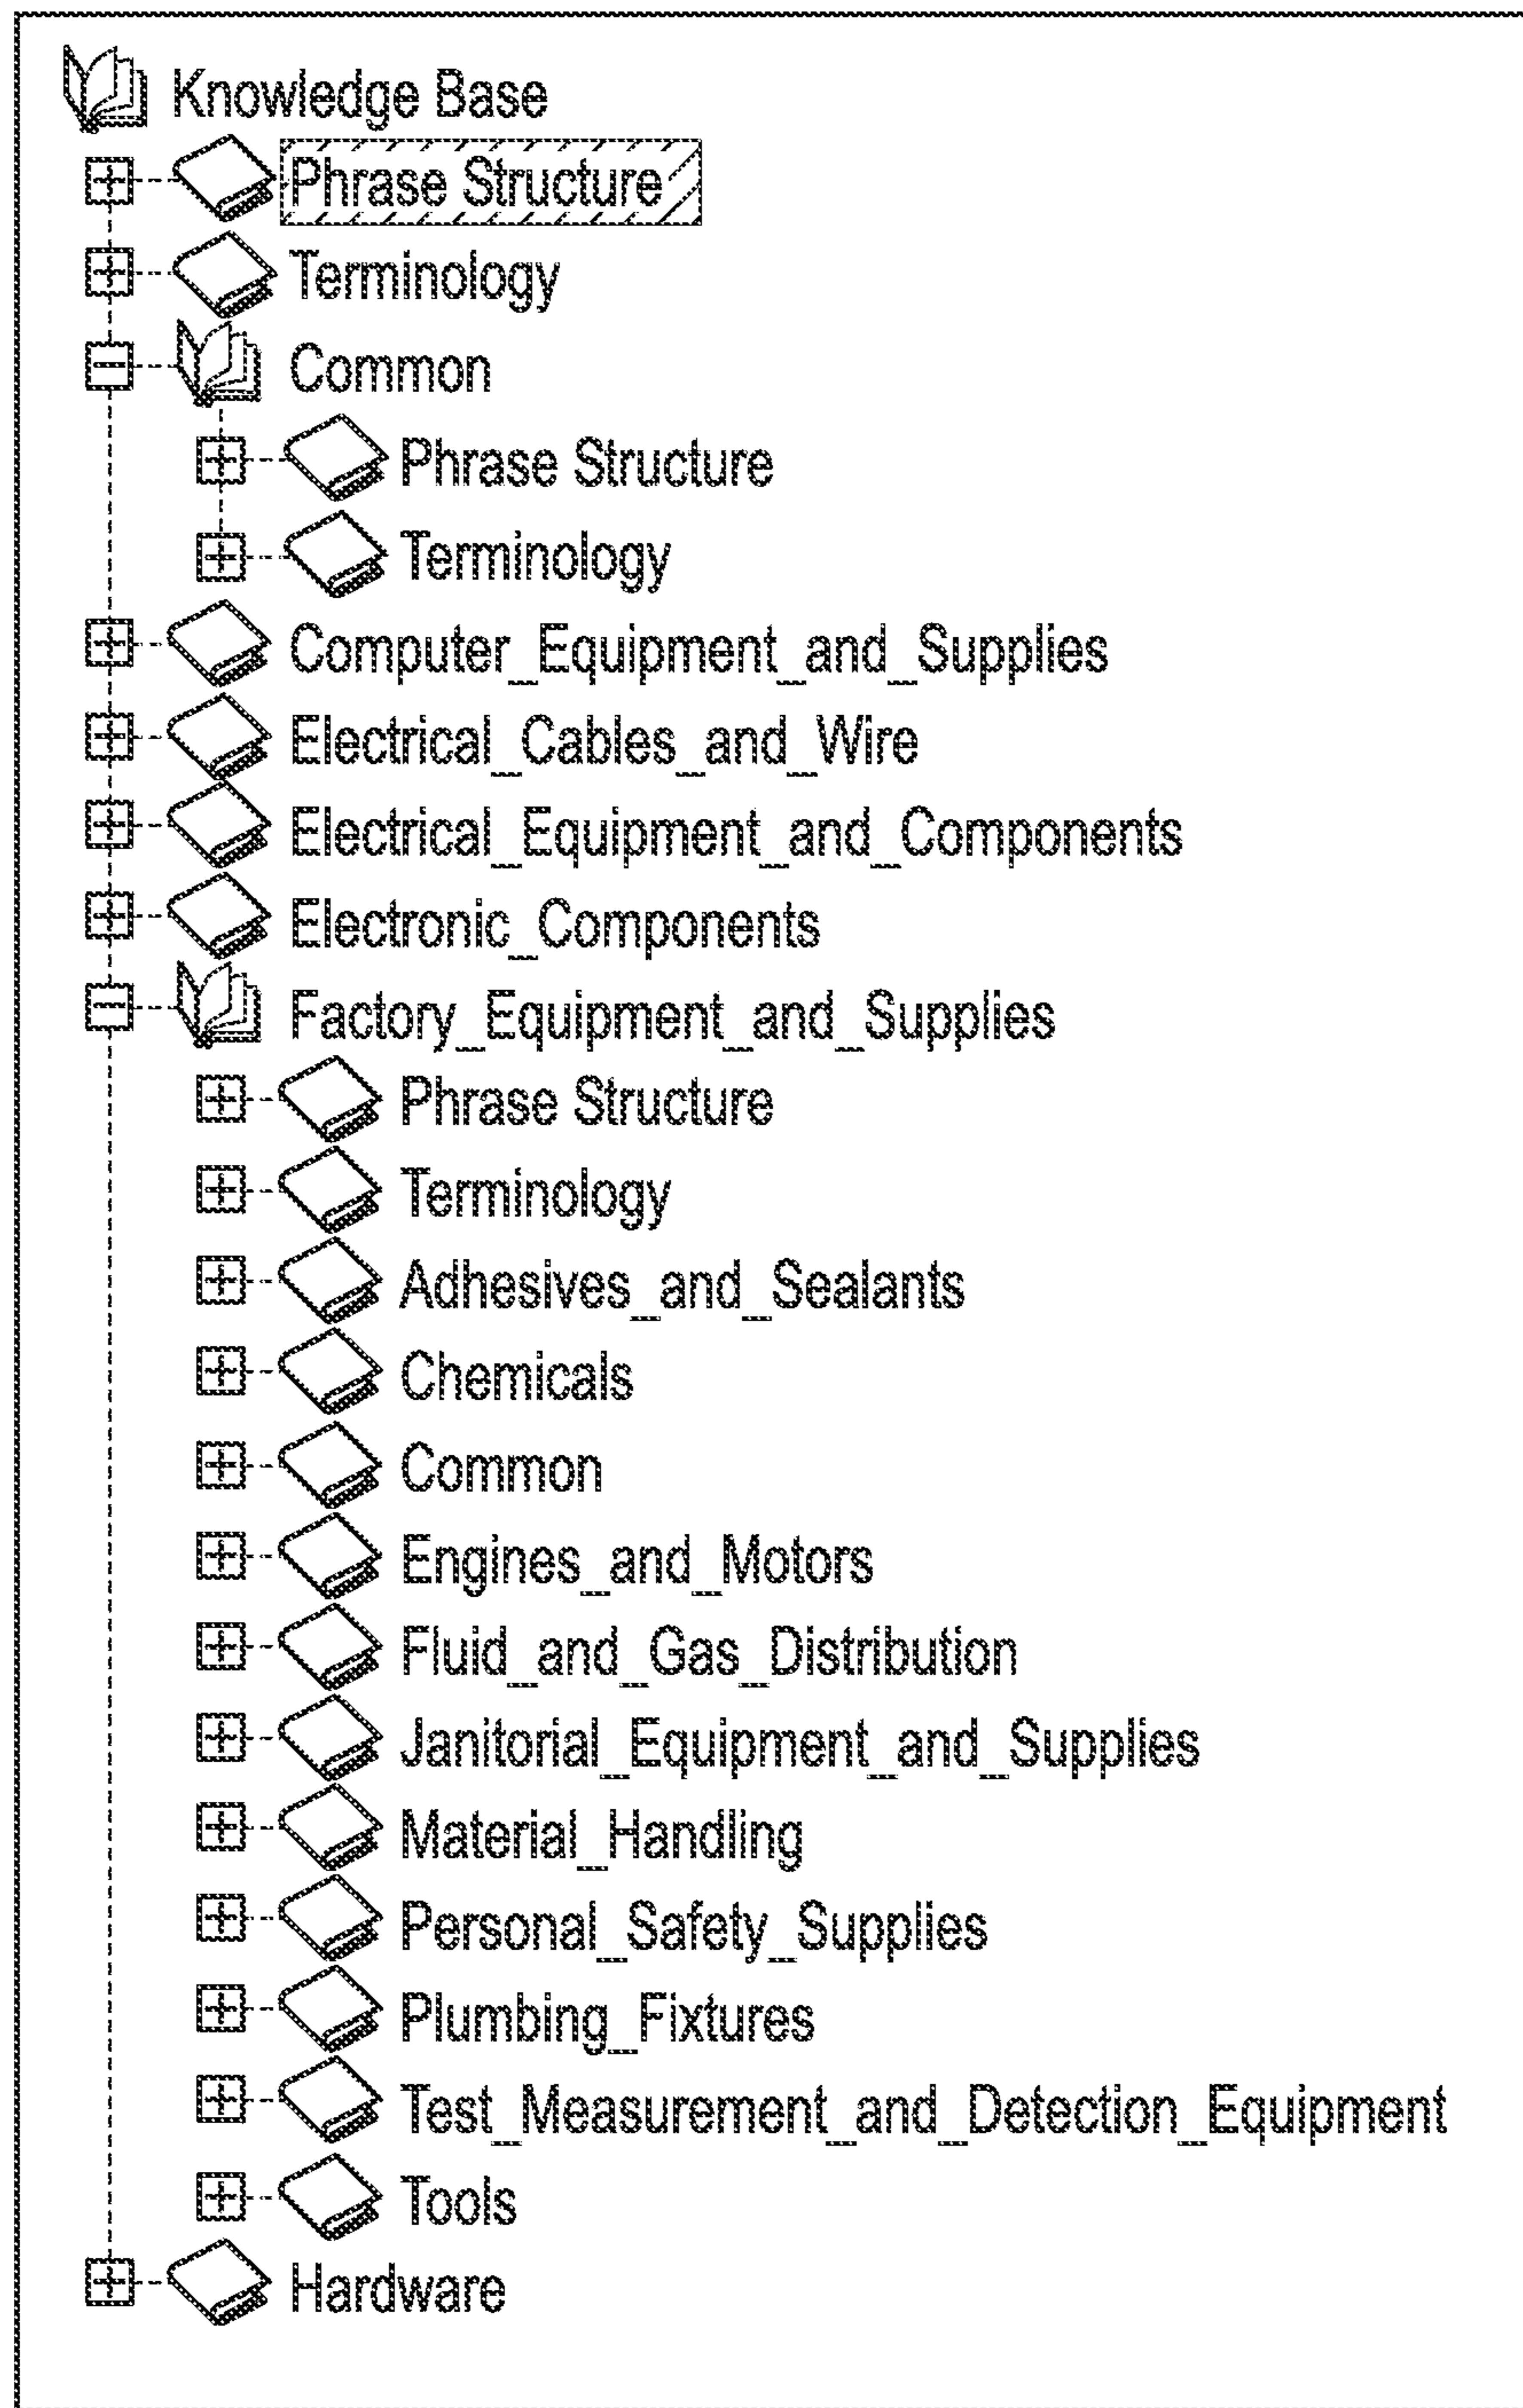 Knowledge Base
Phrase Structure
Terminology
Common
Phrase Structure
Terminology
Computer_Equipment_and_Supplies
Electrical_Cables_and_Wire
Electrical_Equipment_and_Components
Electronic_Components
Factory_Equipment_and_Supplies
Phrase Structure
Terminology
Adhesives_and_Sealants
Chemicals
Common
Engines_and_Motors
Fluid_and_Gas_Distribution
Janitorial_Equipment_and_Supplies
Material_Handling
Personal_Safety_Supplies
Plumbing_Fixtures
Test_Measurement_and_Detection_Equipment
Tools
Hardware